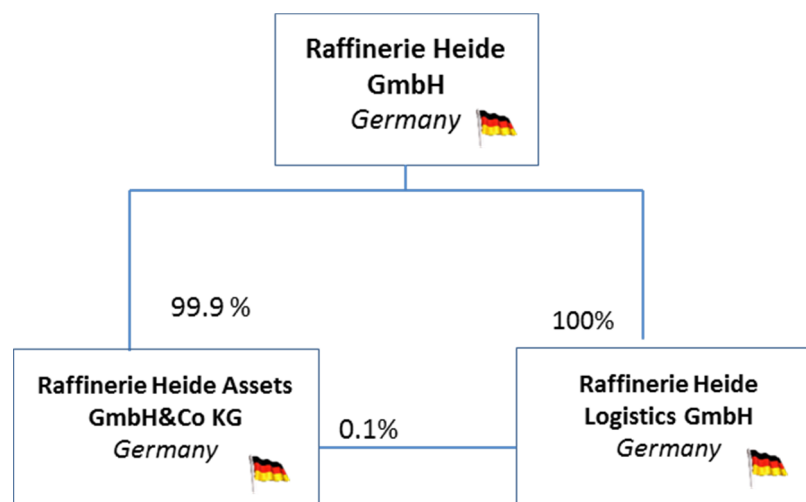 Raffinerie Heide
GmbH
Germany
99.9 %
100%
Raffinerie Heide Assets
GmbH&Co KG
Germany
0.1%
Raffinerie Heide
Logistics GmbH
Germany